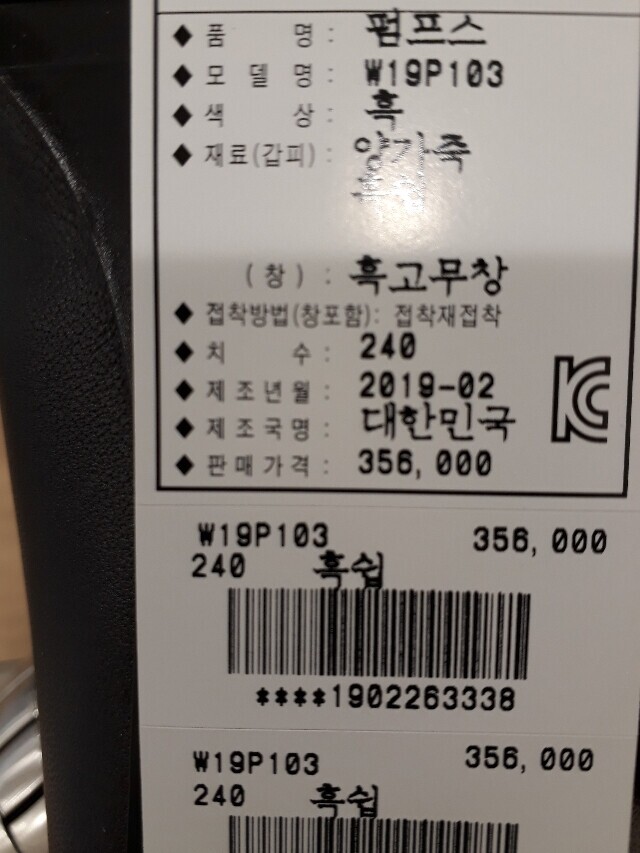 ◆ 품 명 : 펌프스
◆ 모 델 명 : W19P103
◆ 색 상 : 흑
◆ 재료(갑피) : 양가죽
(창) : 흑고무창
◆ 접착방법(창포함): 접착재접착
◆ 치 수 : 240
◆ 제조년월 : 2019-02
◆ 제조국명 : 대한민국
◆ 판매가격 : 356,000
KC
W19P103 356,000
240 흑쉽
****1902263338
W19P103 356,000
240 흑쉽